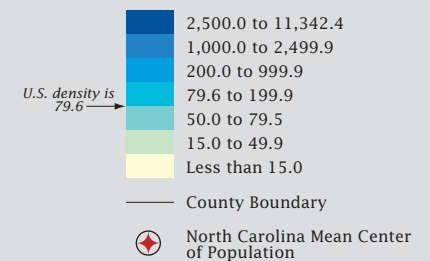 2,500.0 to 11,342.4
1,000.0 to 2,499.9
200.0 to 999.9
U.S. density is
79.6
79.6 to 199.9
50.0 to 79.5
15.0 to 49.9
Less than 15.0
County Boundary
North Carolina Mean Center
of Population